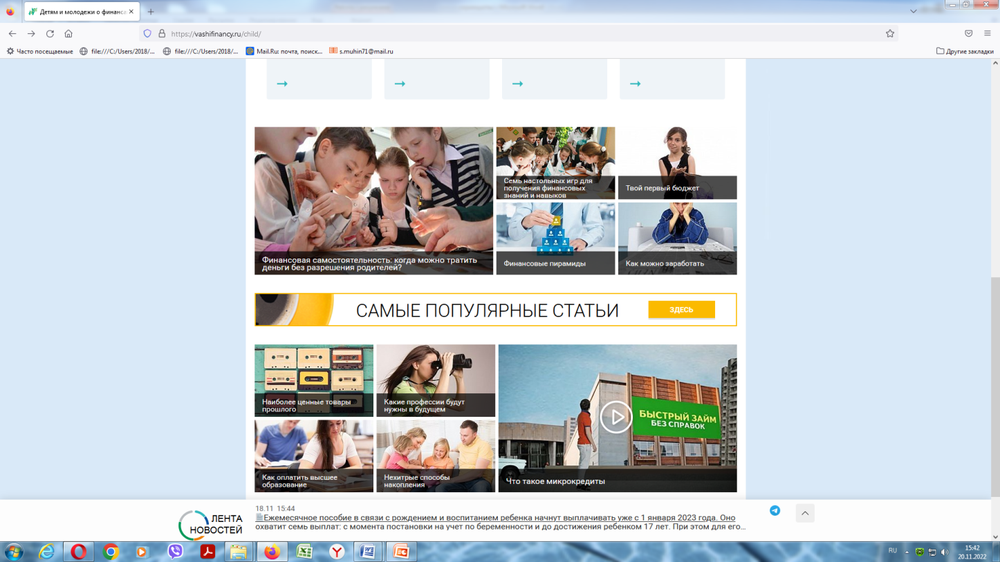 Детям и молодежи о финанса
https://vashifinancy.ru/child/
Часто посещаемые
file:///C:/Users/2018/...
file:///C:/Users/2018/...
Mail.Ru: почта, поиск...
s.muhin71@mail.ru
Другие закладки
Финансовая самостоятельность: когда можно тратить
деньги без разрешения родителей?
Семь настольных игр для
получения финансовых
знаний и навыков
Твой первый бюджет
Финансовые пирамиды
Как можно заработать
САМЫЕ ПОПУЛЯРНЫЕ СТАТЬИ
ЗДЕСЬ
Наиболее ценные товары
прошлого
Какие профессии будут
нужны в будущем
БЫСТРЫЙ ЗАЙМ
БЕЗ СПРАВОК
Как оплатить высшее
образование
Нехитрые способы
накопления
Что такое микрокредиты
ЛЕНТА
НОВОСТЕЙ
18.11 15:44
Ежемесячное пособие в связи с рождением и воспитанием ребенка начнут выплачивать уже с 1 января 2023 года. Оно
охватит семь выплат: с момента постановки на учет по беременности и до достижения ребенком 17 лет. При этом для его...
RU
15:42
20.11.2022